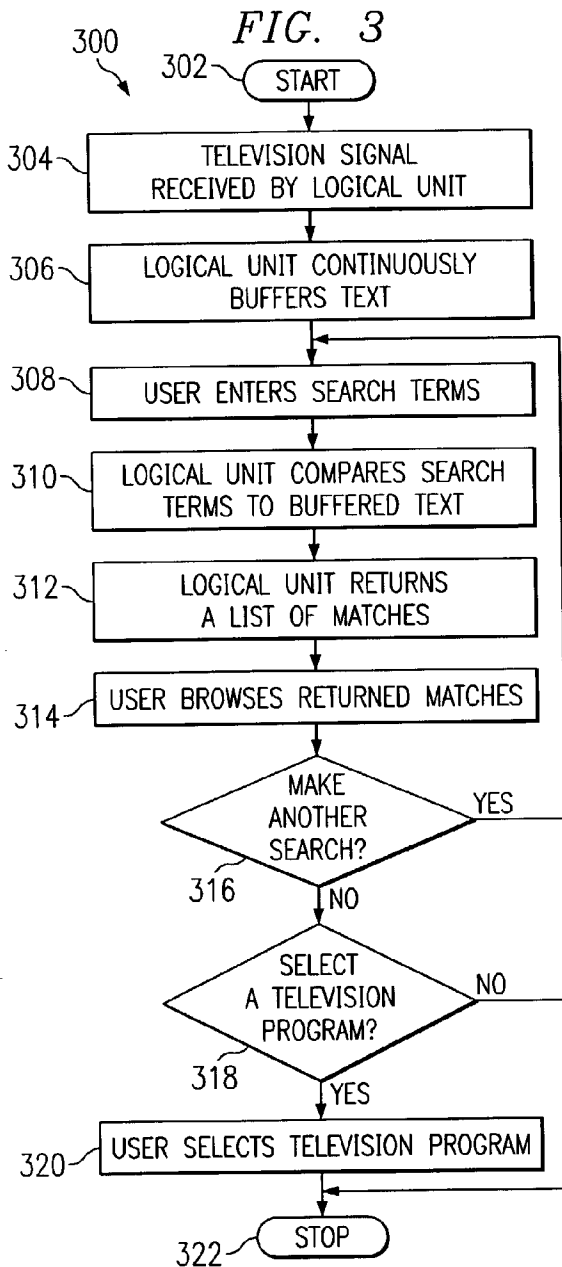 FIG. 3
300
302
START
304
TELEVISION SIGNAL
RECEIVED BY LOGICAL UNIT
306
LOGICAL UNIT CONTINUOUSLY
BUFFERS TEXT
308
USER ENTERS SEARCH TERMS
310
LOGICAL UNIT COMPARES SEARCH
TERMS TO BUFFERED TEXT
312
LOGICAL UNIT RETURNS
A LIST OF MATCHES
314
USER BROWSES RETURNED MATCHES
MAKE
ANOTHER
SEARCH?
YES
316
NO
SELECT
A TELEVISION
PROGRAM?
NO
318
YES
320
USER SELECTS TELEVISION PROGRAM
STOP
322